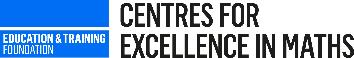 EDUCATION & TRAINING
FOUNDATION
CENTRES FOR
EXCELLENCE IN MATHS